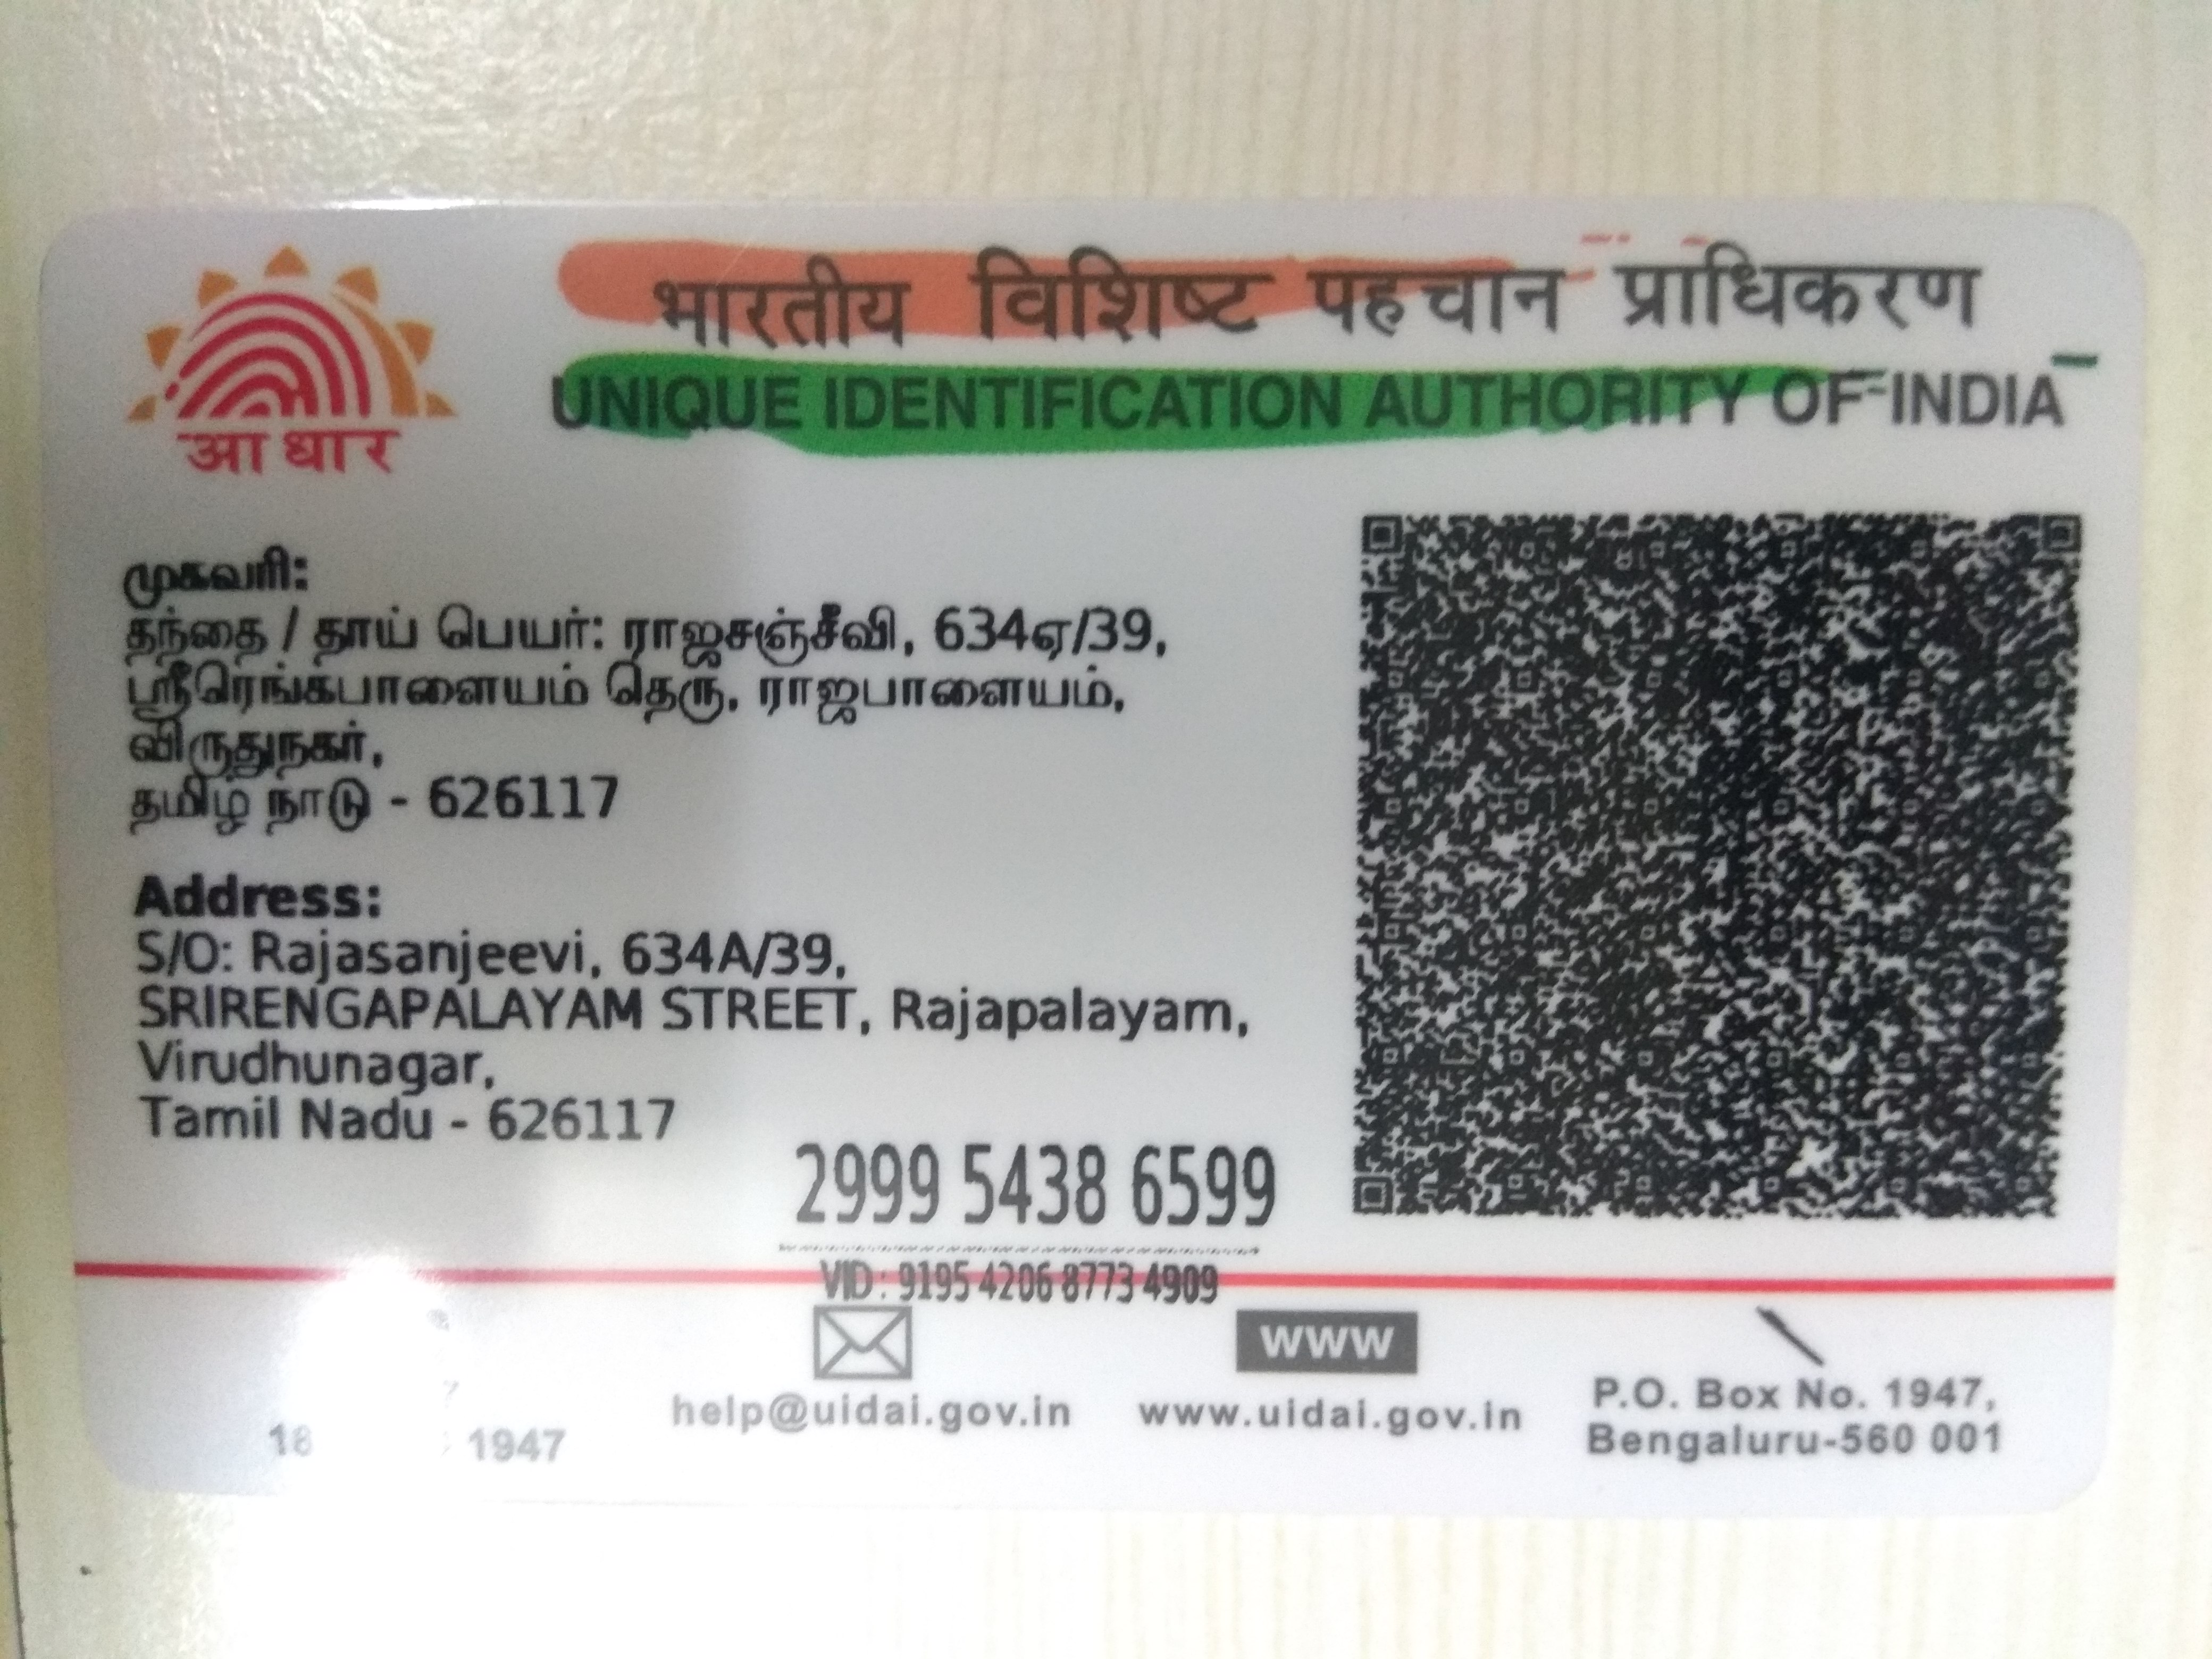 भारतीय विशिष्ट पहचान प्राधिकरण
UNIQUE IDENTIFICATION AUTHORITY OF INDIA
आधार
முகவரி:
தந்தை / தாய் பெயர்: ராஜசஞ்சீவி, 634ஏ/39,
ஸ்ரீரெங்கபாளையம் தெரு, ராஜபாளையம்,
விருதுநகர்,
தமிழ் நாடு - 626117
Address:
S/O: Rajasanjeevi, 634A/39,
SRIRENGAPALAYAM STREET, Rajapalayam,
Virudhunagar,
Tamil Nadu - 626117
2999 5438 6599
VID : 9195 4206 8773 4909
1947
help@uidai.gov.in
WWW
www.uidai.gov.in
P.O. Box No. 1947,
Bengaluru-560 001